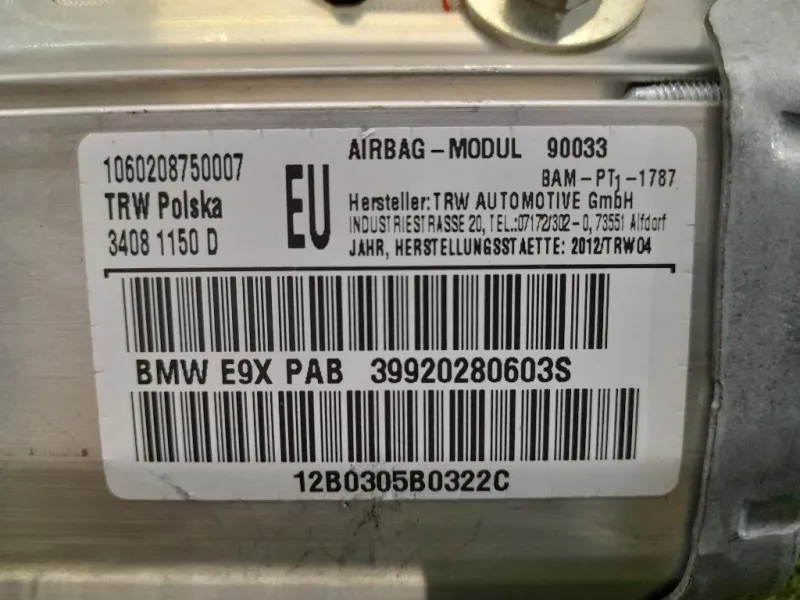 1060208750007
TRW Polska
3408 1150 D
EU
AIRBAG-MODUL 90033
BAM-PT1-1787
Hersteller: TRW AUTOMOTIVE GmbH
INDUSTRIESTRASSE 20, TEL.:07172/302-0, 73551 Alfdorf
JAHR, HERSTELLUNGSSTAETTE: 2012/TRW04
BMW E9X PAB 39920280603S
12B0305B0322C